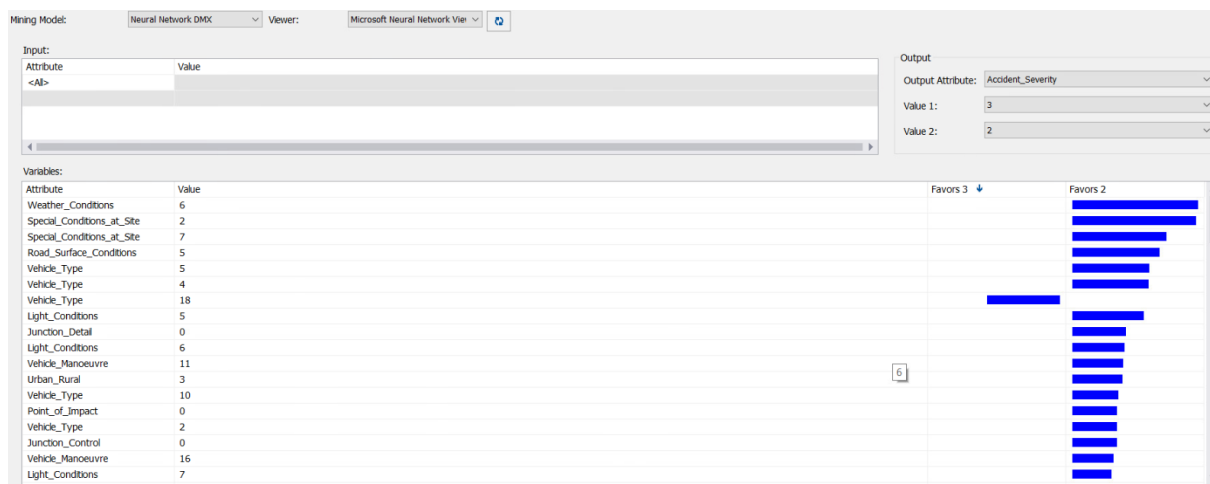 Mining Model: Neural Network DMX Viewer: Microsoft Neural Network Viev
Input:
Attribute Value
<All>
Output
Output Attribute: Accident_Severity
Value 1: 3
Value 2: 2
Variables:
Attribute Value Favors 3 Favors 2
Weather_Conditions 6
Special_Conditions_at_Site 2
Special_Conditions_at_Site 7
Road_Surface_Conditions 5
Vehicle_Type 5
Vehicle_Type 4
Vehicle_Type 18
Light_Conditions 5
Junction_Detail 0
Light_Conditions 6
Vehicle_Manoeuvre 11
6
Urban_Rural 3
Vehicle_Type 10
Point_of_Impact 0
Vehicle_Type 2
Junction_Control 0
Vehicle_Manoeuvre 16
Light_Conditions 7